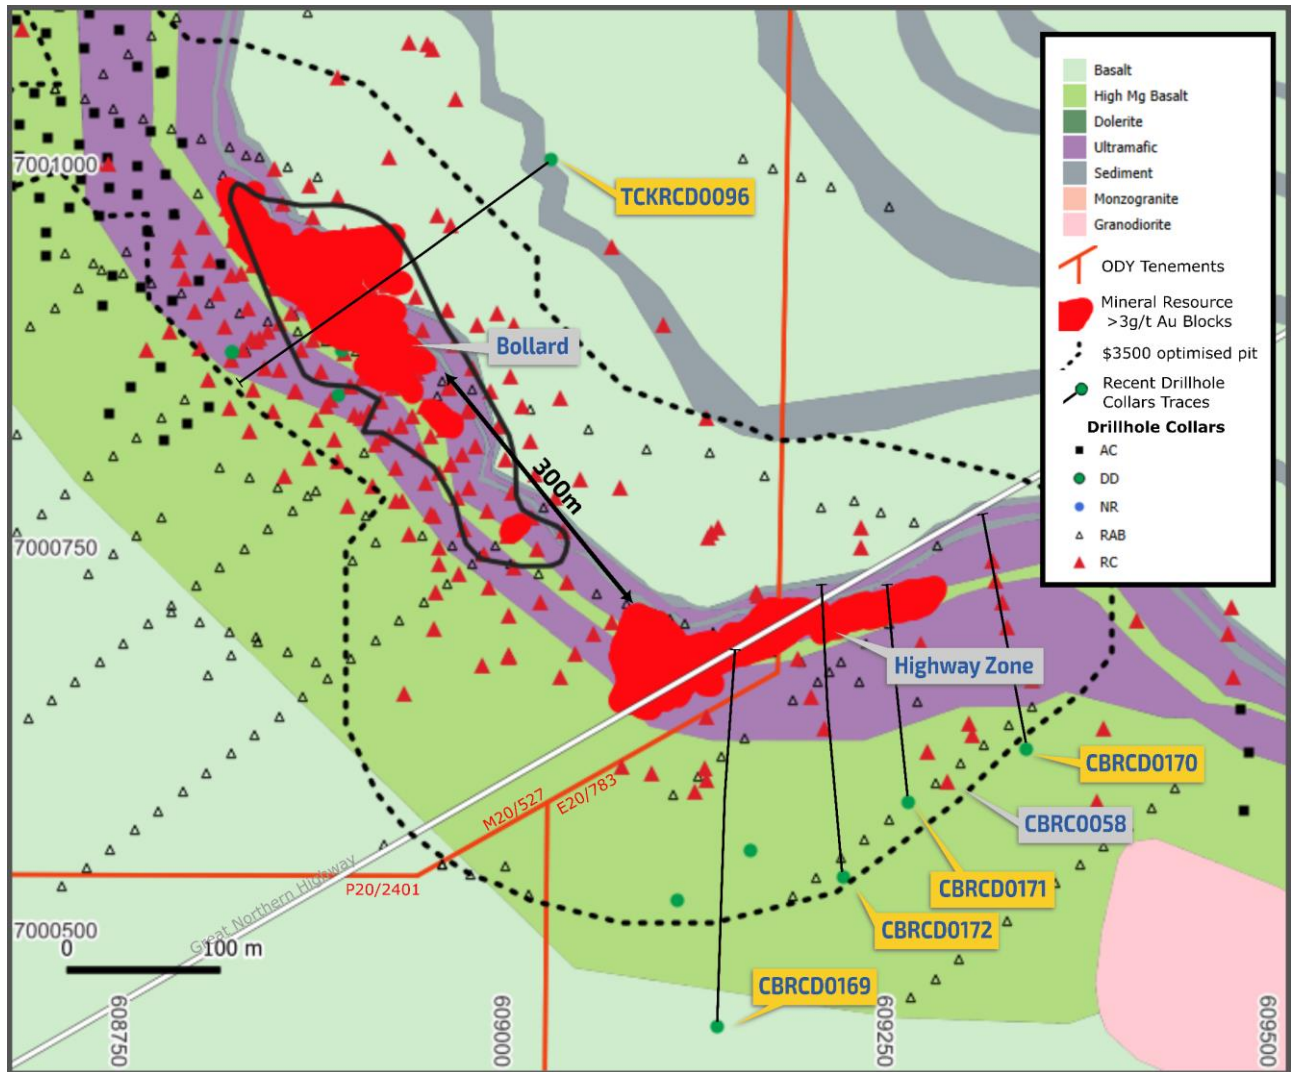 Basalt
High Mg Basalt
Dolerite
Ultramafic
Sediment
Monzogranite
Granodiorite
ODY Tenements
Mineral Resource
>3g/t Au Blocks
$3500 optimised pit
Recent Drillhole
Collars Traces
Drillhole Collars
AC
DD
NR
RAB
RC
7001000
TCKRCD0096
Bollard
300m
7000750
Highway Zone
CBRCD0170
M20/527
E20/783
CBRC0058
Great Northern Highway
P20/2401
CBRCD0171
7000500
CBRCD0172
0 100 m
CBRCD0169
608750
609000
609250
609500